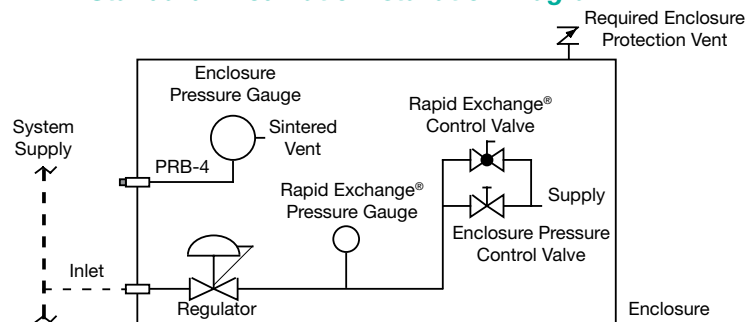 Required Enclosure
Protection Vent
Enclosure
Pressure Gauge
Sintered
Vent
PRB-4
System
Supply
Rapid Exchange®
Control Valve
Rapid Exchange®
Pressure Gauge
Supply
Enclosure Pressure
Control Valve
Inlet
Regulator
Enclosure